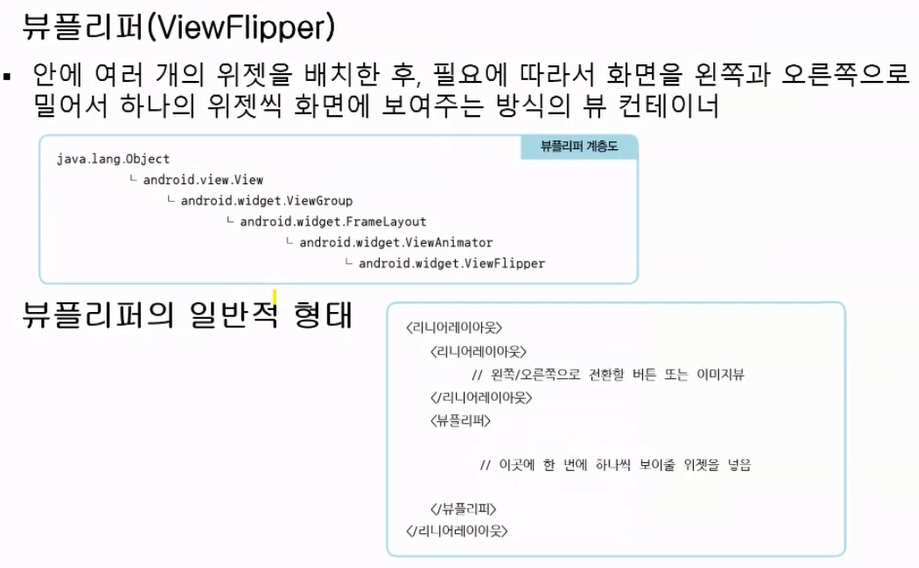 뷰플리퍼(ViewFlipper)
▪ 안에 여러 개의 위젯을 배치한 후, 필요에 따라서 화면을 왼쪽과 오른쪽으로
밀어서 하나의 위젯씩 화면에 보여주는 방식의 뷰 컨테이너
뷰플리퍼 계층도
java.lang.Object
└ android.view.View
└ android.widget.ViewGroup
└ android.widget.FrameLayout
└ android.widget.ViewAnimator
└ android.widget.ViewFlipper
뷰플리퍼의 일반적 형태
<리니어레이아웃>
<리니어레이아웃>
// 왼쪽/오른쪽으로 전환할 버튼 또는 이미지뷰
</리니어레이아웃>
<뷰플리퍼>
// 이곳에 한 번에 하나씩 보이줄 위젯을 넣음
</뷰플리피>
</리니어레이아웃>